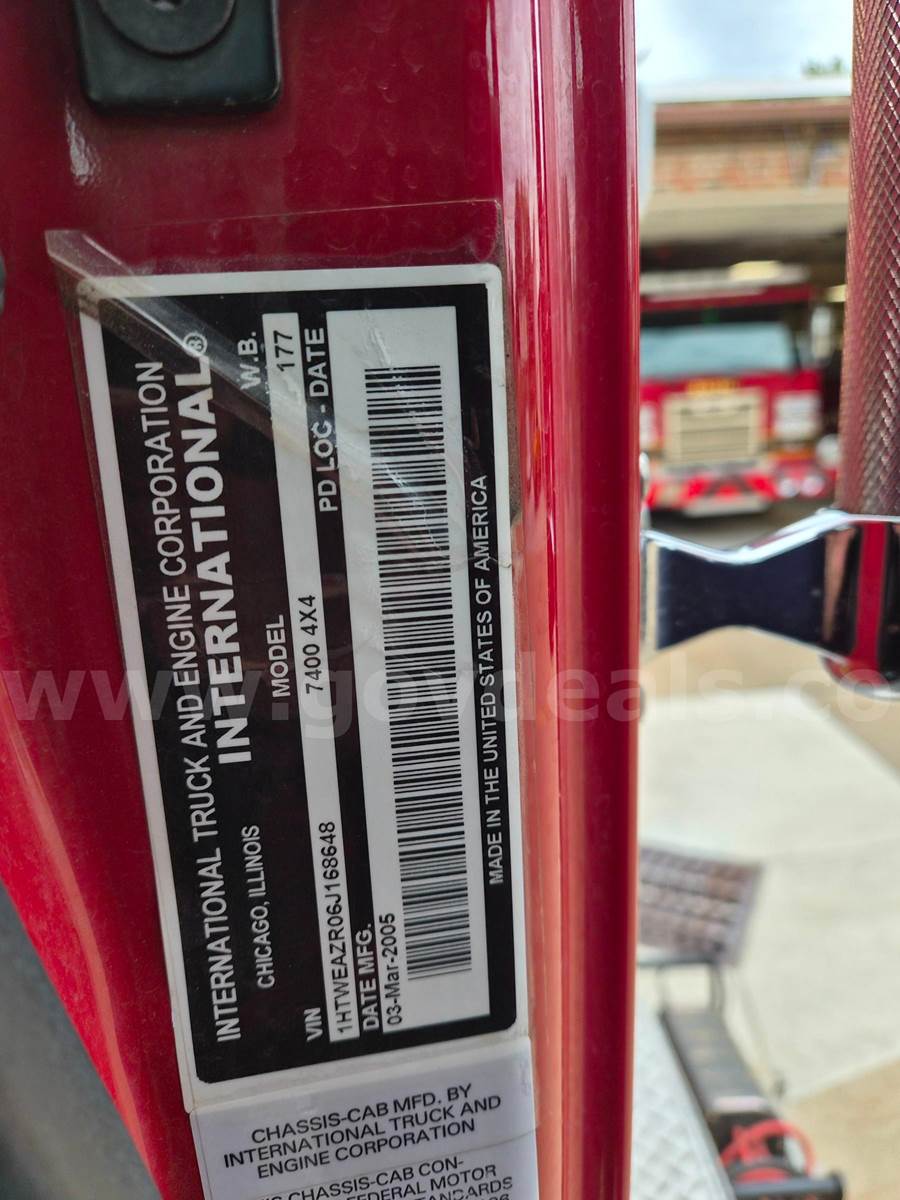 INTERNATIONAL TRUCK AND ENGINE CORPORATION
CHICAGO, ILLINOIS INTERNATIONAL®
VIN MODEL W.B.
1HTWEAZR06J168648 7400 4X4 177
DATE MFG. PD LOC - DATE
03-Mar-2005
MADE IN THE UNITED STATES OF AMERICA
CHASSIS-CAB MFD. BY
INTERNATIONAL TRUCK AND
ENGINE CORPORATION
CHASSIS-CAB CON-
FEDERAL MOTOR
www.govdeals.co